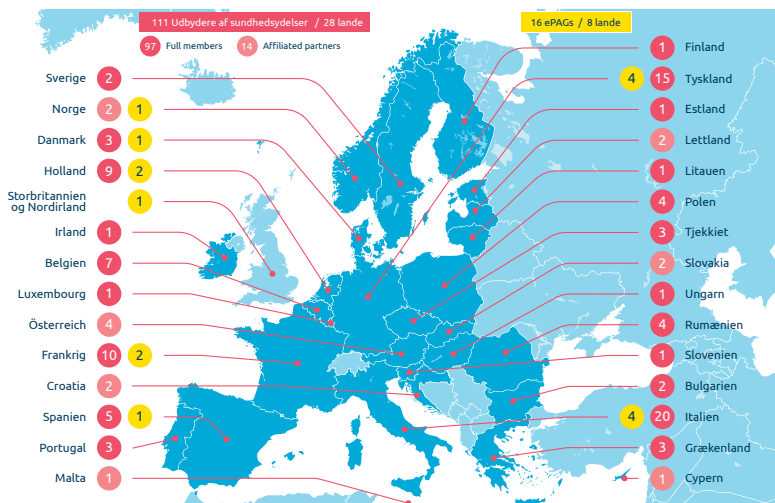 111 Udbydere af sundhedsydelser / 28 lande
97 Full members 14 Affiliated partners
16 ePAGs / 8 lande
Sverige 2
Norge 2 1
Danmark 3 1
Holland 9 2
Storbritannien
og Nordirland 1
Irland 1
Belgien 7
Luxembourg 1
Österreich 4
Frankrig 10 2
Croatia 2
Spanien 5 1
Portugal 3
Malta 1
1 Finland
4 15 Tyskland
1 Estland
2 Lettland
1 Litauen
4 Polen
3 Tjekkiet
2 Slovakia
1 Ungarn
4 Rumænien
1 Slovenien
2 Bulgarien
4 20 Italien
3 Grækenland
1 Cypern